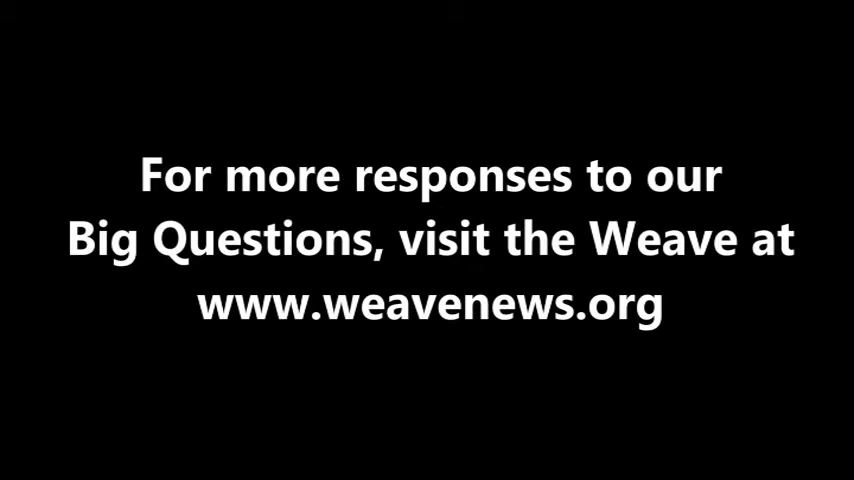 For more responses to our
Big Questions, visit the Weave at
www.weavenews.org